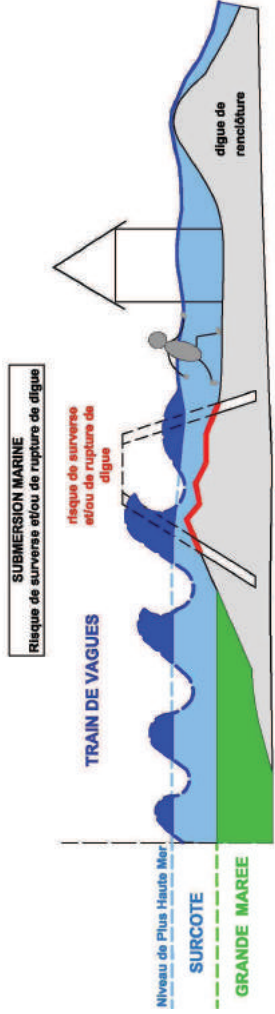 SUBMERSION MARINE
Risque de surverse et/ou de rupture de digue
TRAIN DE VAGUES
risque de surverse
et/ou de rupture de
digue
Niveau de Plus Haute Mer
SURCOTE
GRANDE MAREE
digue de
renclôture